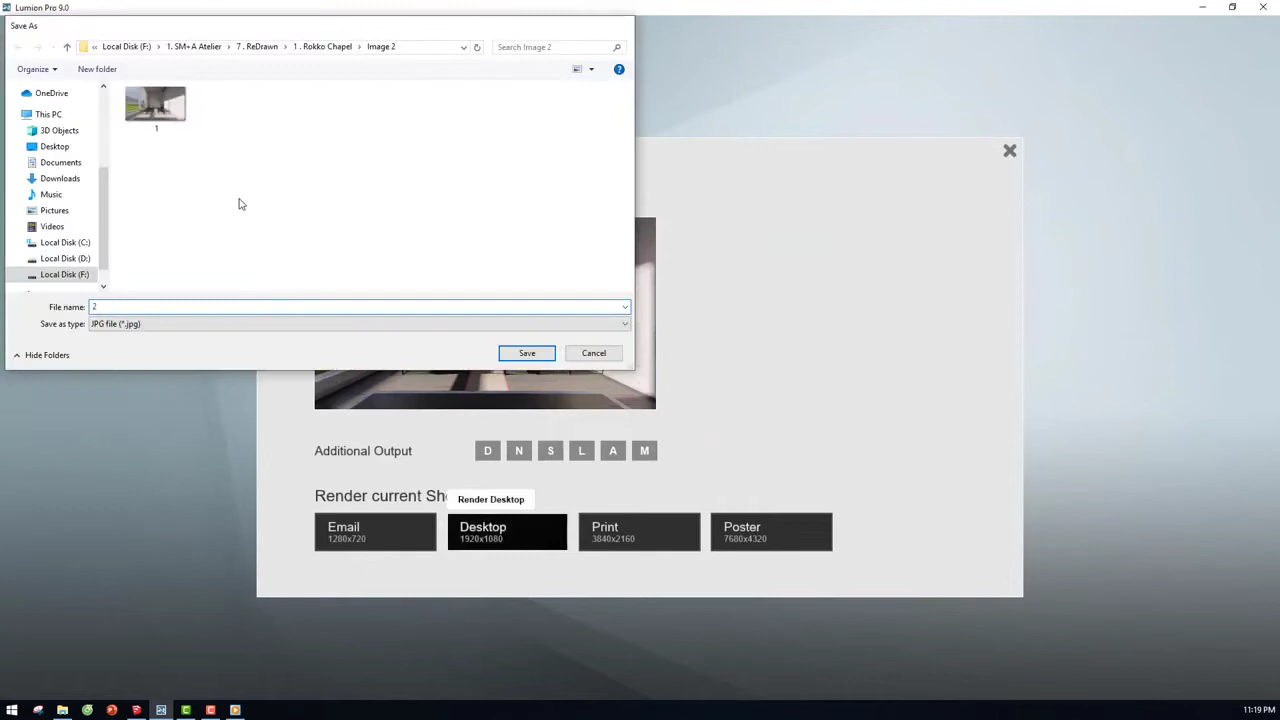 Lumion Pro 9.0
Save As
« Local Disk (F:) > 1. SM+A Atelier > 7 . ReDrawn > 1 . Rokko Chapel > Image 2
Search Image 2
Organize
New folder
OneDrive
This PC
3D Objects
Desktop
Documents
Downloads
Music
Pictures
Videos
Local Disk (C:)
Local Disk (D:)
Local Disk (F:)
1
File name: 2
Save as type: JPG file (*.jpg)
Hide Folders
Save
Cancel
Additional Output D N S L A M
Render current Sh
Render Desktop
Email
1280x720
Desktop
1920x1080
Print
3840x2160
Poster
7680x4320
11:19 PM